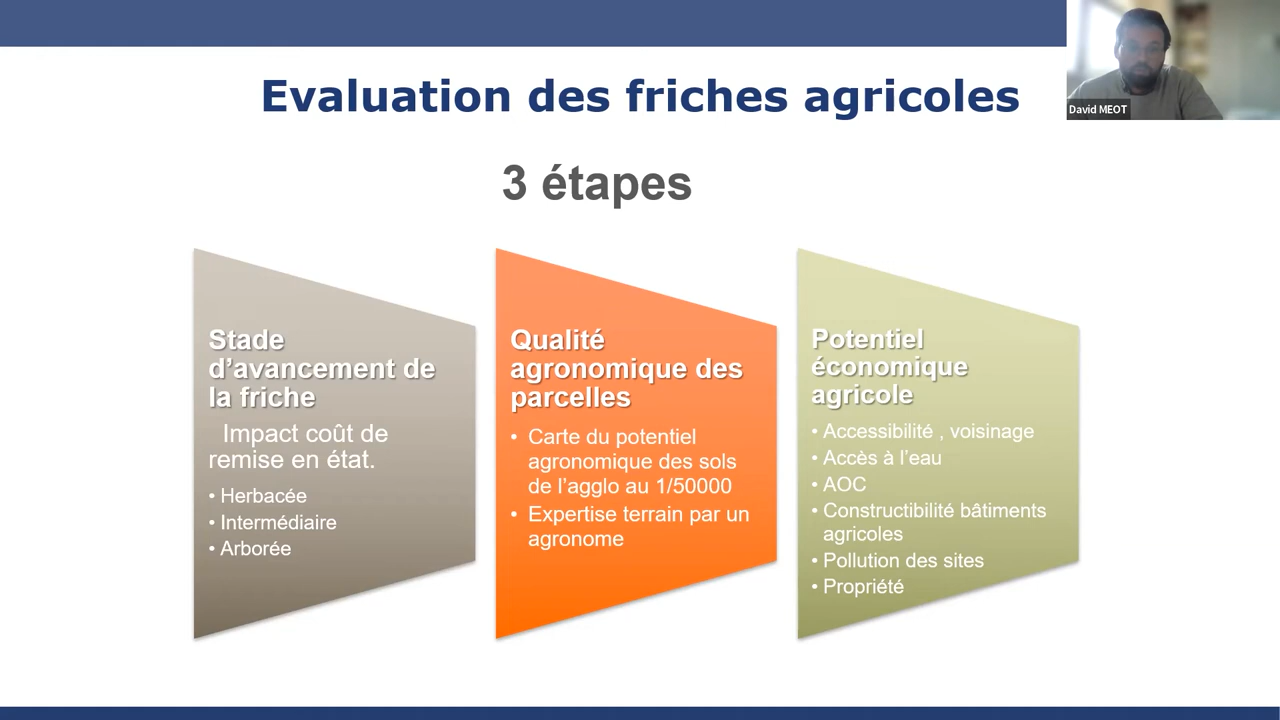 Evaluation des friches agricoles
David MEOT
3 étapes
Stade
d’avancement de
la friche
Impact coût de
remise en état.
• Herbacée
• Intermédiaire
• Arborée
Qualité
agronomique des
parcelles
• Carte du potentiel
agronomique des sols
de l’agglo au 1/50000
• Expertise terrain par un
agronome
Potentiel
économique
agricole
• Accessibilité , voisinage
• Accès à l’eau
• AOC
• Constructibilité bâtiments
agricoles
• Pollution des sites
• Propriété